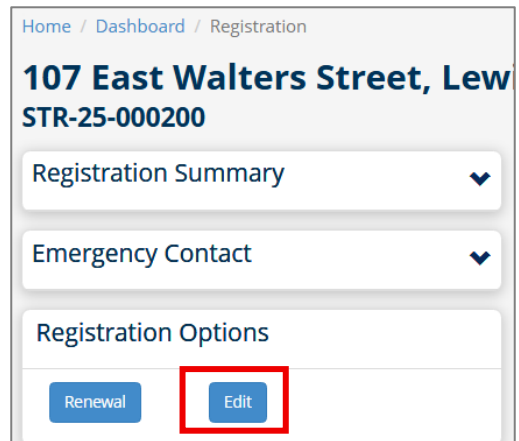 Home / Dashboard / Registration
107 East Walters Street, Lewi
STR-25-000200
Registration Summary
Emergency Contact
Registration Options
Renewal Edit